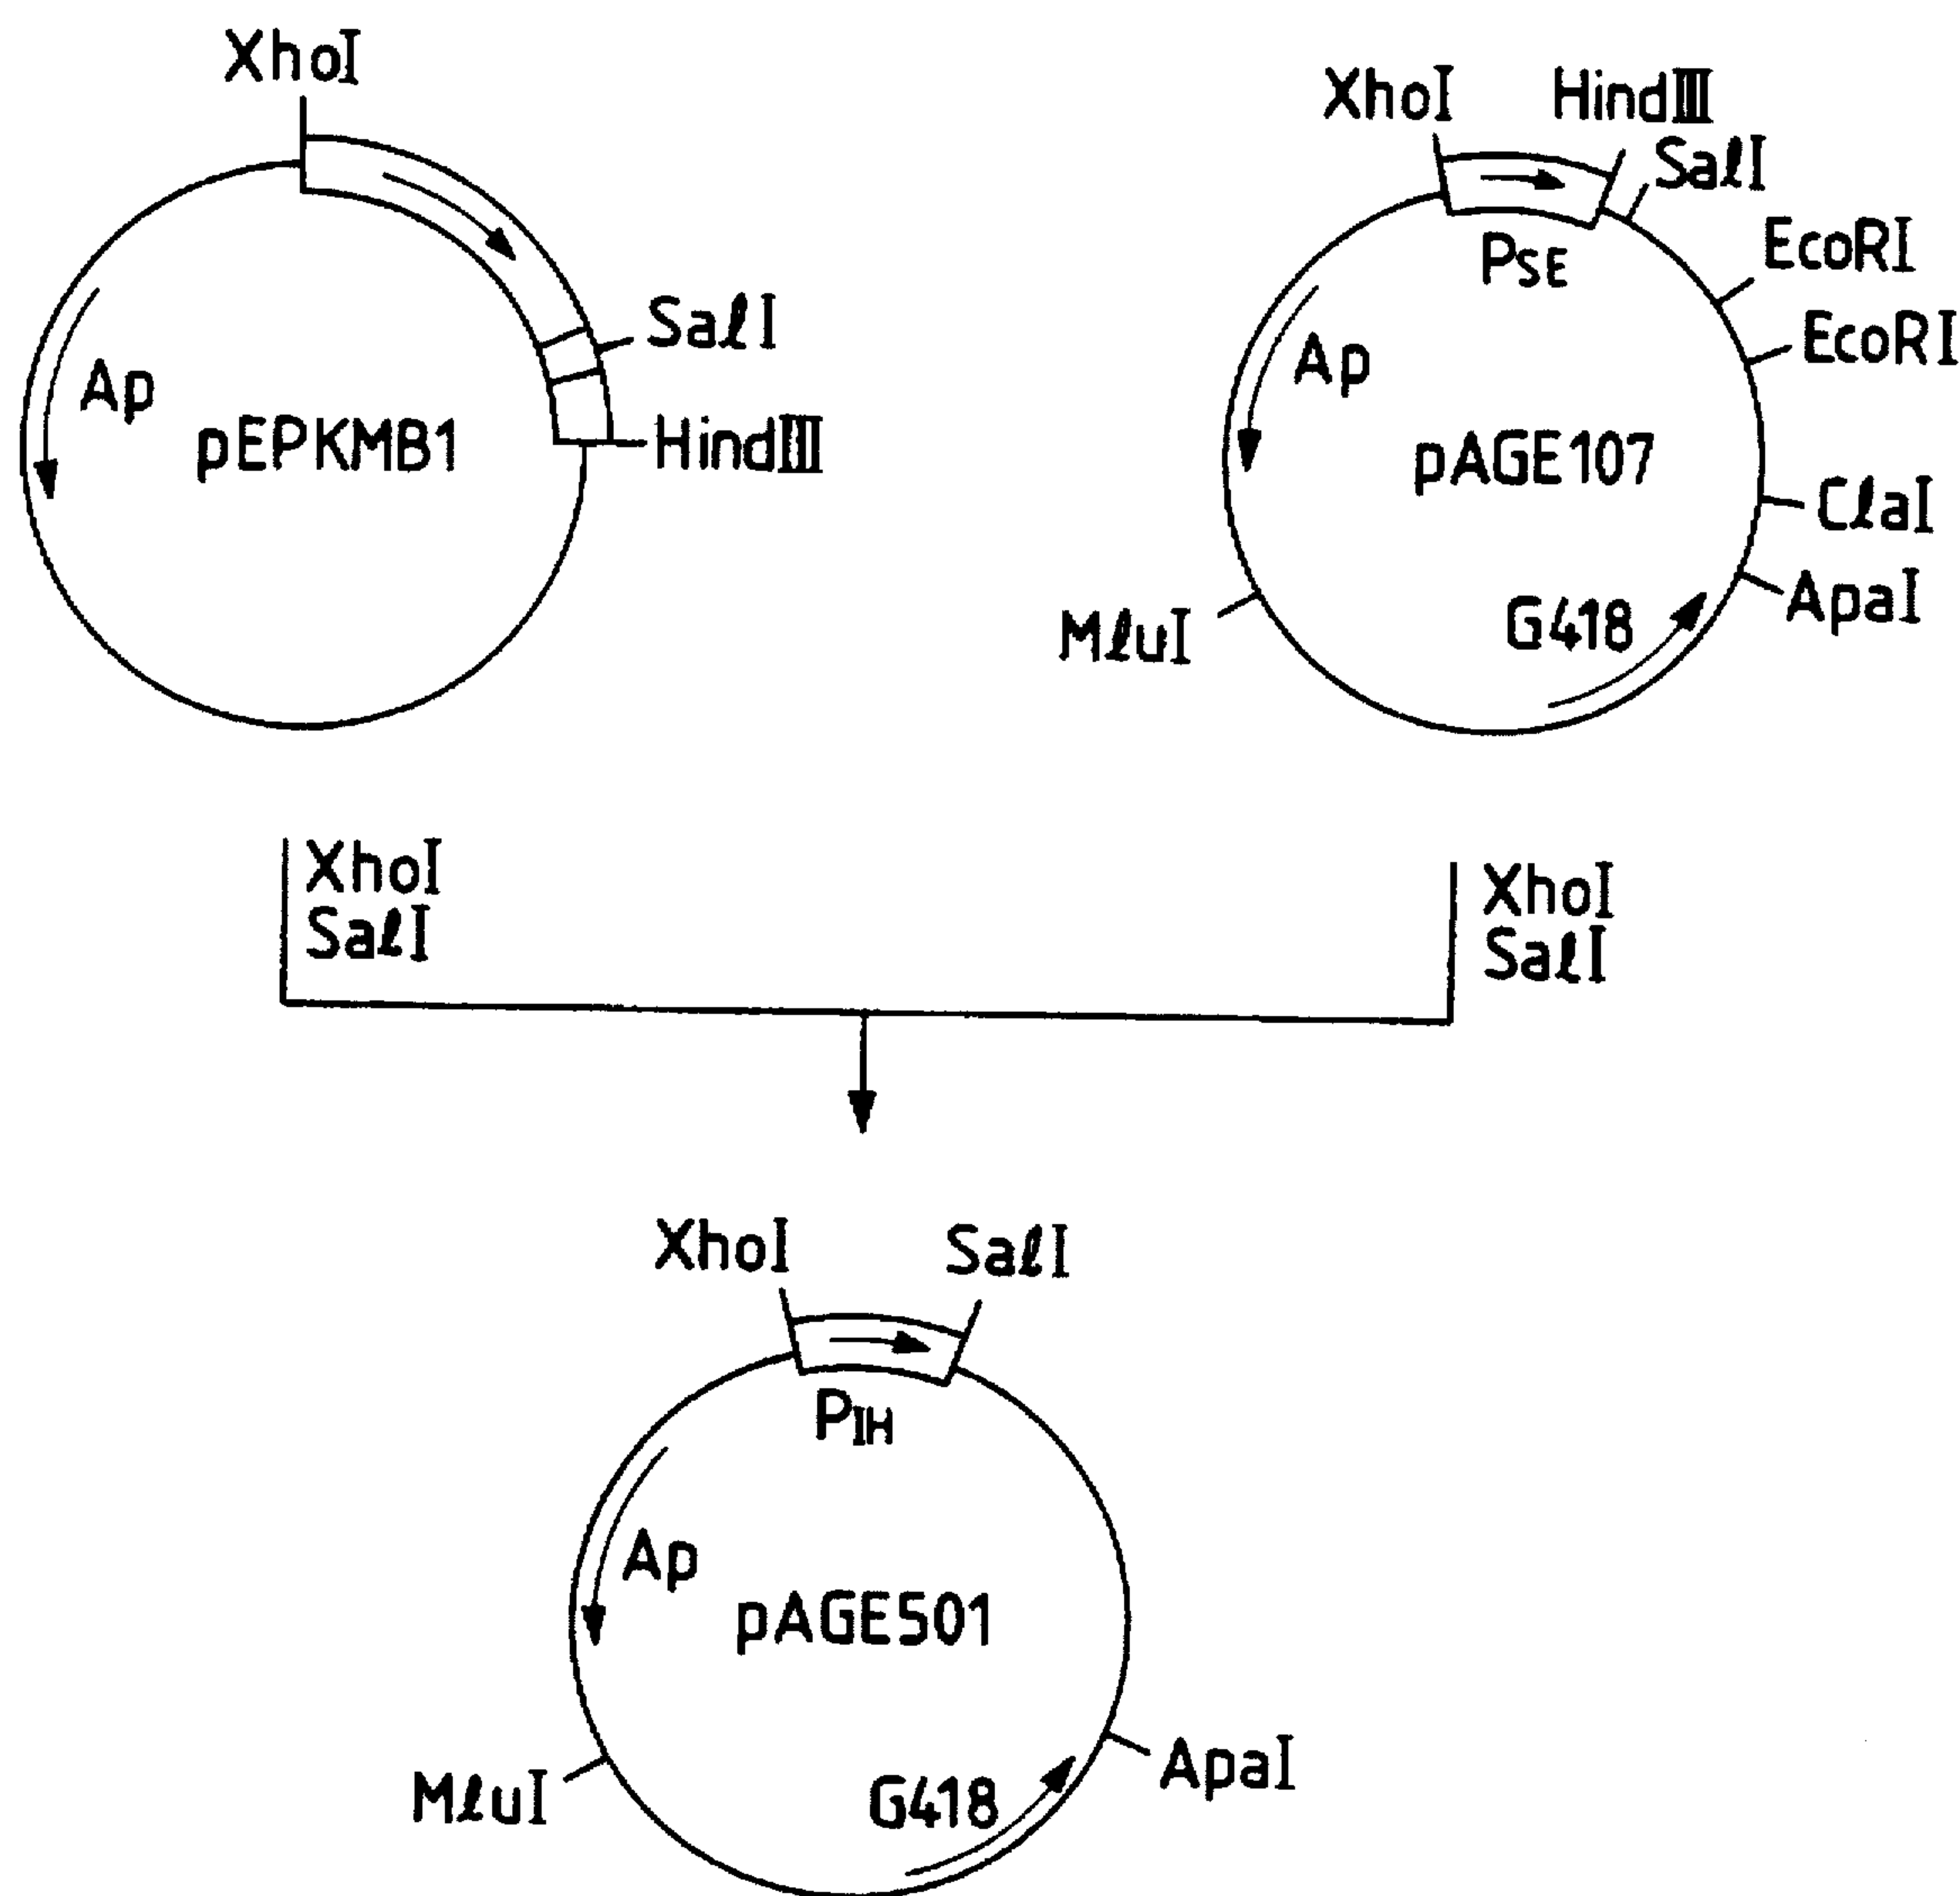 XhoI
SalI
HindIII
Ap
pEPKMB1
XhoI
HindIII
SalI
EcoRI
EcoRI
PSE
Ap
pAGE107
ClaI
ApaI
G418
MluI
XhoI
SalI
XhoI
SalI
XhoI
SalI
PIH
Ap
pAGE501
MluI
G418
ApaI